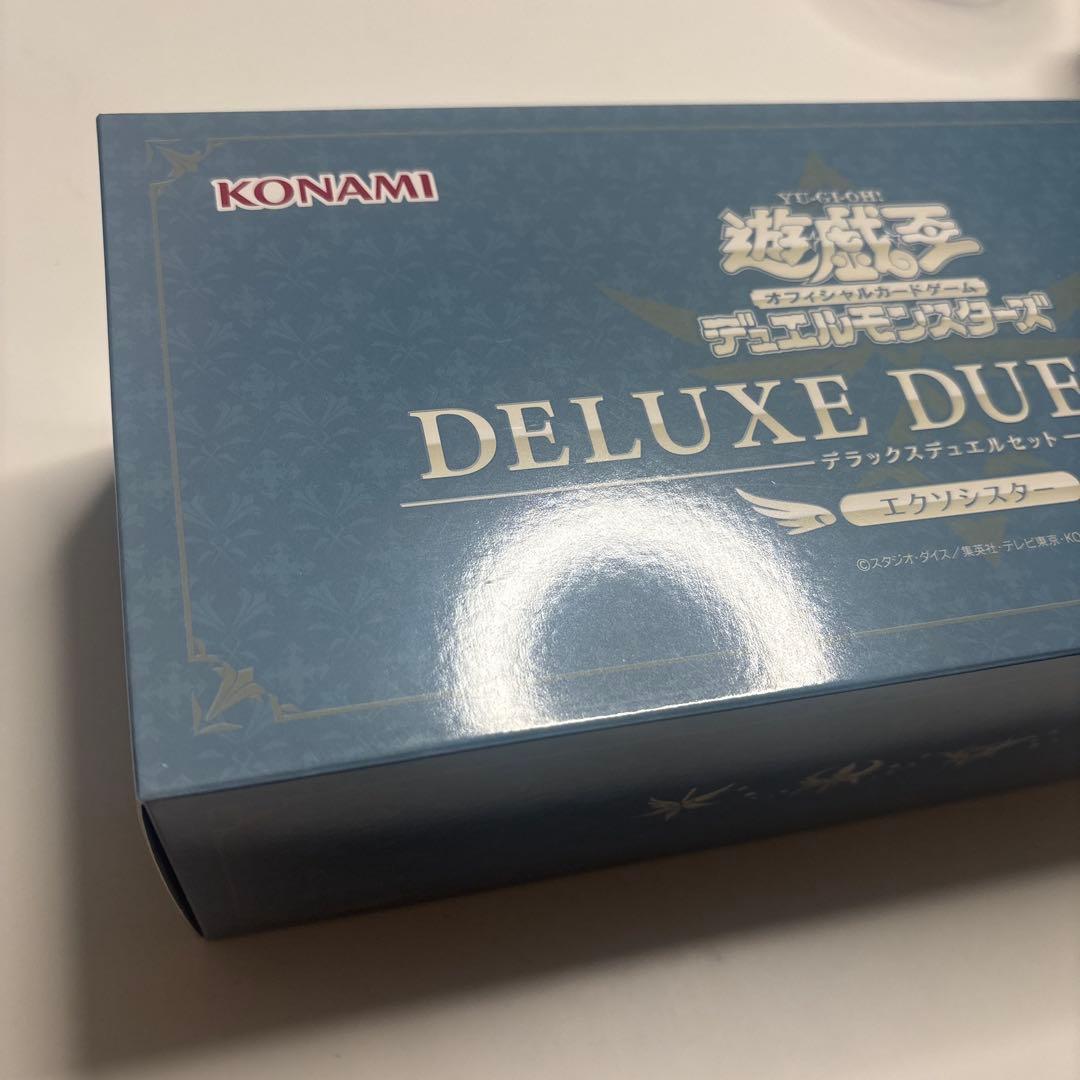 KONAMI
YU-GI-OH!
遊戯王
オフィシャルカードゲーム
デュエルモンスターズ
DELUXE DUE
デラックスデュエルセット
エクソシスター
©スタジオ・ダイス/集英社・テレビ東京・KO